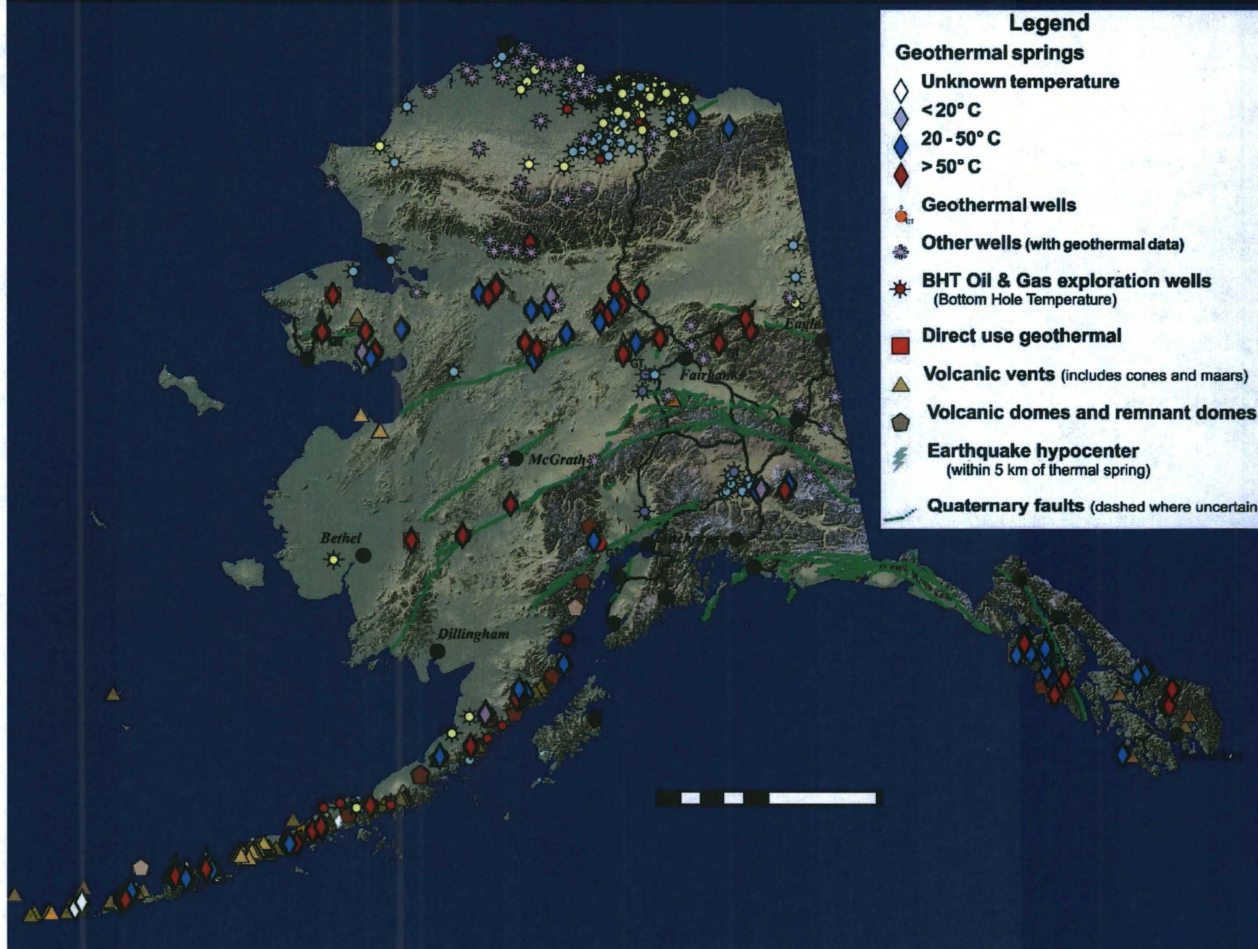 Legend
Geothermal springs
Unknown temperature
<20° C
20-50° C
>50° C
Geothermal wells
Other wells (with geothermal data)
BHT Oil & Gas exploration wells
(Bottom Hole Temperature)
Direct use geothermal
Volcanic vents (includes cones and maars)
Volcanic domes and remnant domes
Earthquake hypocenter
(within 5 km of thermal spring)
Quaternary faults (dashed where uncertain
Eagle
Fairbanks
McGrath
Bethel
Dillingham